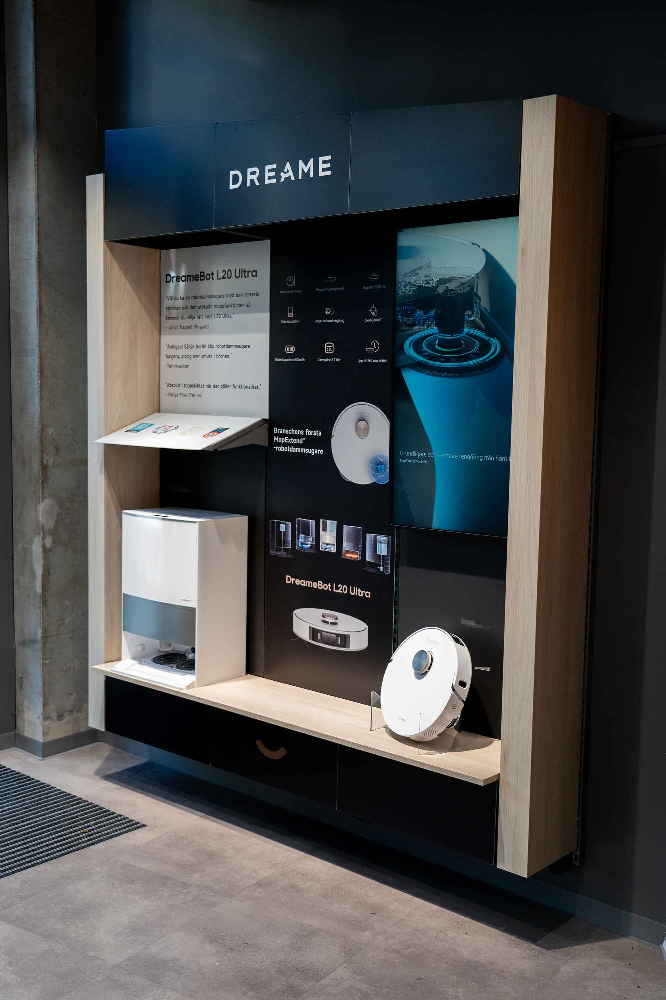 DREAME
DreameBot L20 Ultra
"Vill du ha en robotdammsugare med den senaste
tekniken och den utökade moppfunktionen så
kommer du välja rätt med L20 Ultra."
- Johan Hagsell (Prisjakt)
"Äntligen! Såhär borde alla robotdammsugare
fungera, aldrig mer smuts i hörnen."
-Teknikveckan
"Absolut i toppskiktet när det gäller funktionalitet."
- Niklas Plikk (Tek.no)
MopExtend™-teknik
Moppborttagningsteknik
Sugkraft 7000 Pa
Robotbasstation
Anpassad mattrengöring
CleanGenius™
3.2L
Batterikapacitet 6400mAh
Dammpåse 3.2 liter
Upp till 260 min drifttid
Branschens första
MopExtend™
-robotdammsugare
Grundligare och närmare rengöring från hörn t
MopExtend™-teknik
DreameBot L20 Ultra
DREAME
DREAME